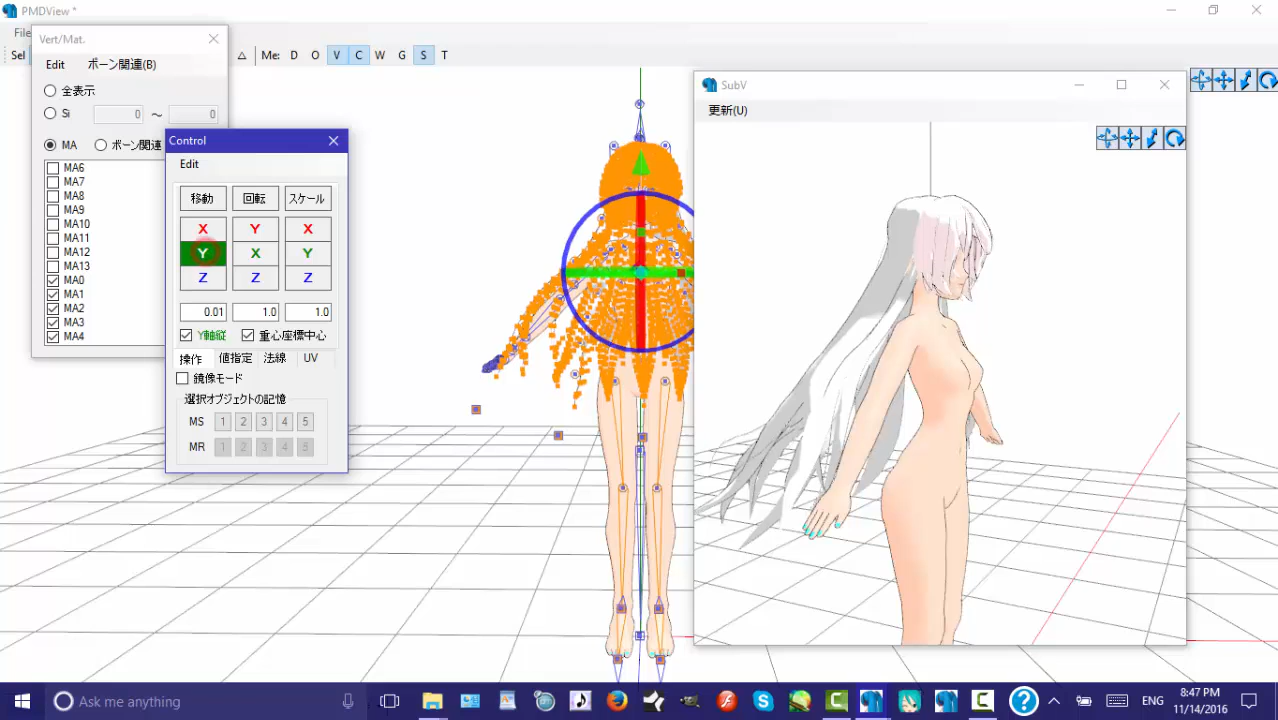 PMDView *
File
Vert/Mat.
Edit ボーン関連(B)
全表示
Si 0 ～ 0
MA ボーン関連
MA6
MA7
MA8
MA9
MA10
MA11
MA12
MA13
MA0
MA1
MA2
MA3
MA4
Sel
Me: D O V C W G S T
Control
Edit
移動 回転 スケール
X Y X
Y X Y
Z Z Z
0.01 1.0 1.0
Y軸縦 重心座標中心
操作 値指定 法線 UV
鏡像モード
選択オブジェクトの記憶
MS 1 2 3 4 5
MR 1 2 3 4 5
SubV
更新(U)
Ask me anything
ENG
8:47 PM
11/14/2016